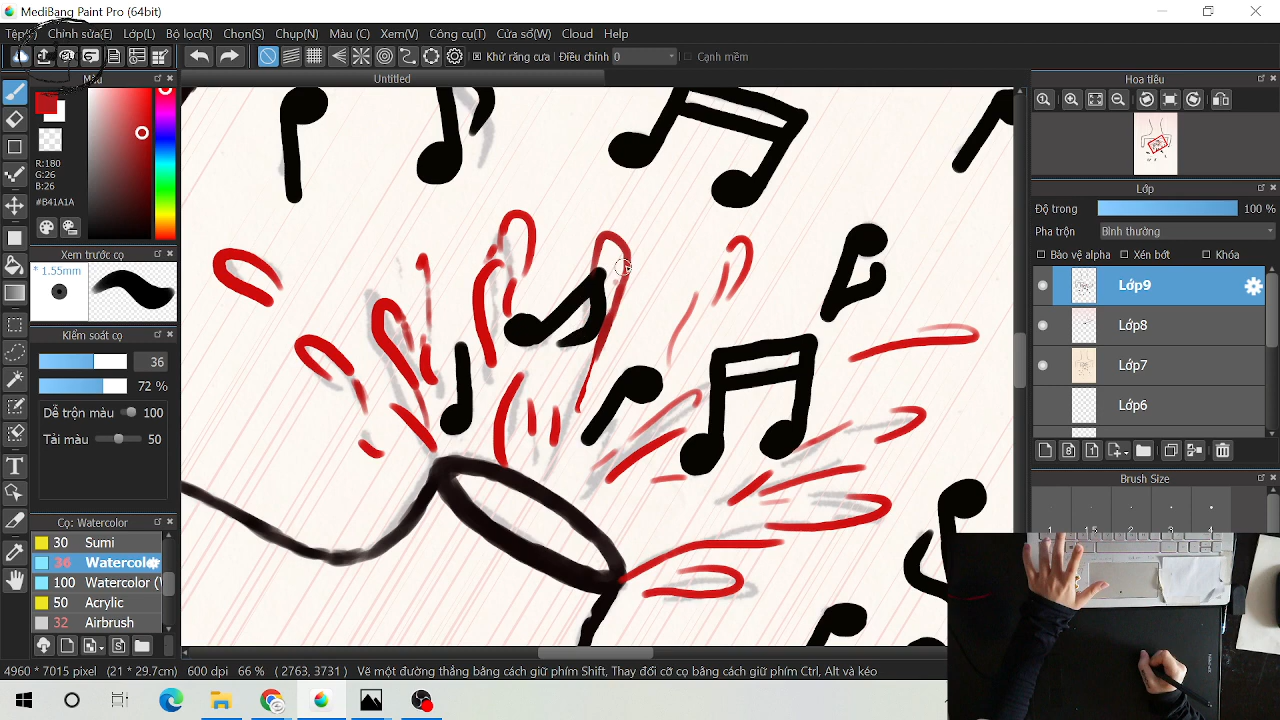 MediBang Paint Pro (64bit)
Chỉnh sửa(E) Lớp(L) Bộ lọc(R) Chọn(S) Chụp(N) Màu (C) Xem(V) Công cụ(T) Cửa sổ(W) Cloud Help
Khử răng cưa Điều chỉnh 0 Cạnh mềm
Màu
Untitled
Hoa tiêu
R:180
G:26
B:26
#B41A1A
Lớp
Độ trong 100 %
Pha trộn Bình thường
Bảo vệ alpha Xén bớt Khóa
Xem trước cọ
* 1.55mm
Lớp9
Lớp8
Lớp7
Lớp6
Kiểm soát cọ
36
72 %
Dễ trộn màu 100
Tải màu 50
Brush Size
1 1.5 2 3 4
Cọ: Watercolor
30 Sumi
36 Watercolor
100 Watercolor (
50 Acrylic
32 Airbrush
4960 * 7015 pixel (21 * 29.7cm) 600 dpi 66 % ( 2763, 3731 ) Vẽ một đường thẳng bằng cách giữ phím Shift, Thay đổi cỡ cọ bằng cách giữ phím Ctrl, Alt và kéo